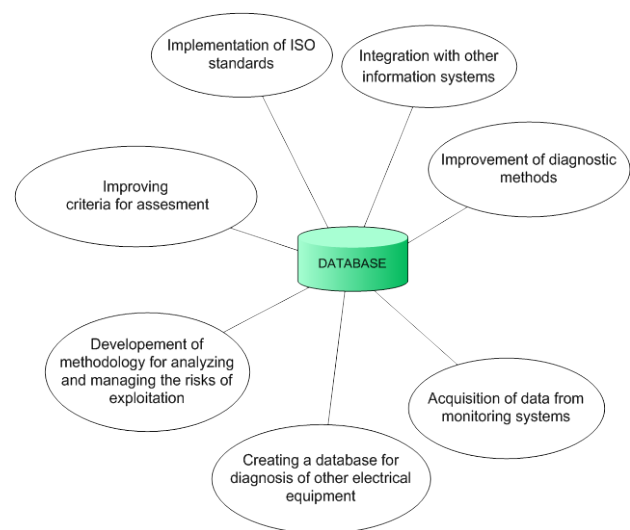 Implementation of ISO
standards
Integration with other
information systems
Improvement of diagnostic
methods
Improving
criteria for assesment
DATABASE
Developement of
methodology for analyzing
and managing the risks of
exploitation
Acquisition of data from
monitoring systems
Creating a database for
diagnosis of other electrical
equipment